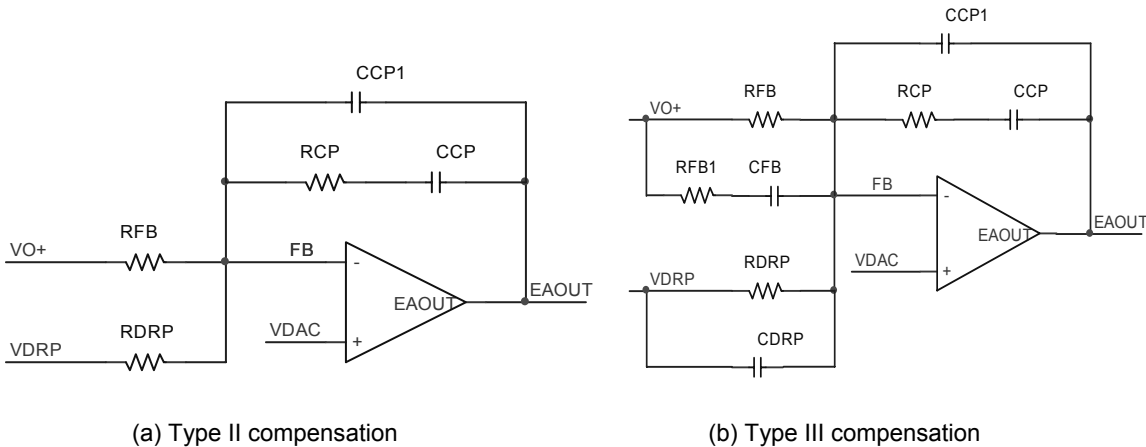 CCP1
RCP
CCP
RFB
VO+
FB
EAOUT
EAOUT
RDRP
VDAC
VDRP
-
+
(a) Type II compensation
CCP1
RFB
RCP
CCP
VO+
RFB1
CFB
FB
EAOUT
EAOUT
VDAC
RDRP
VDRP
CDRP
-
+
(b) Type III compensation